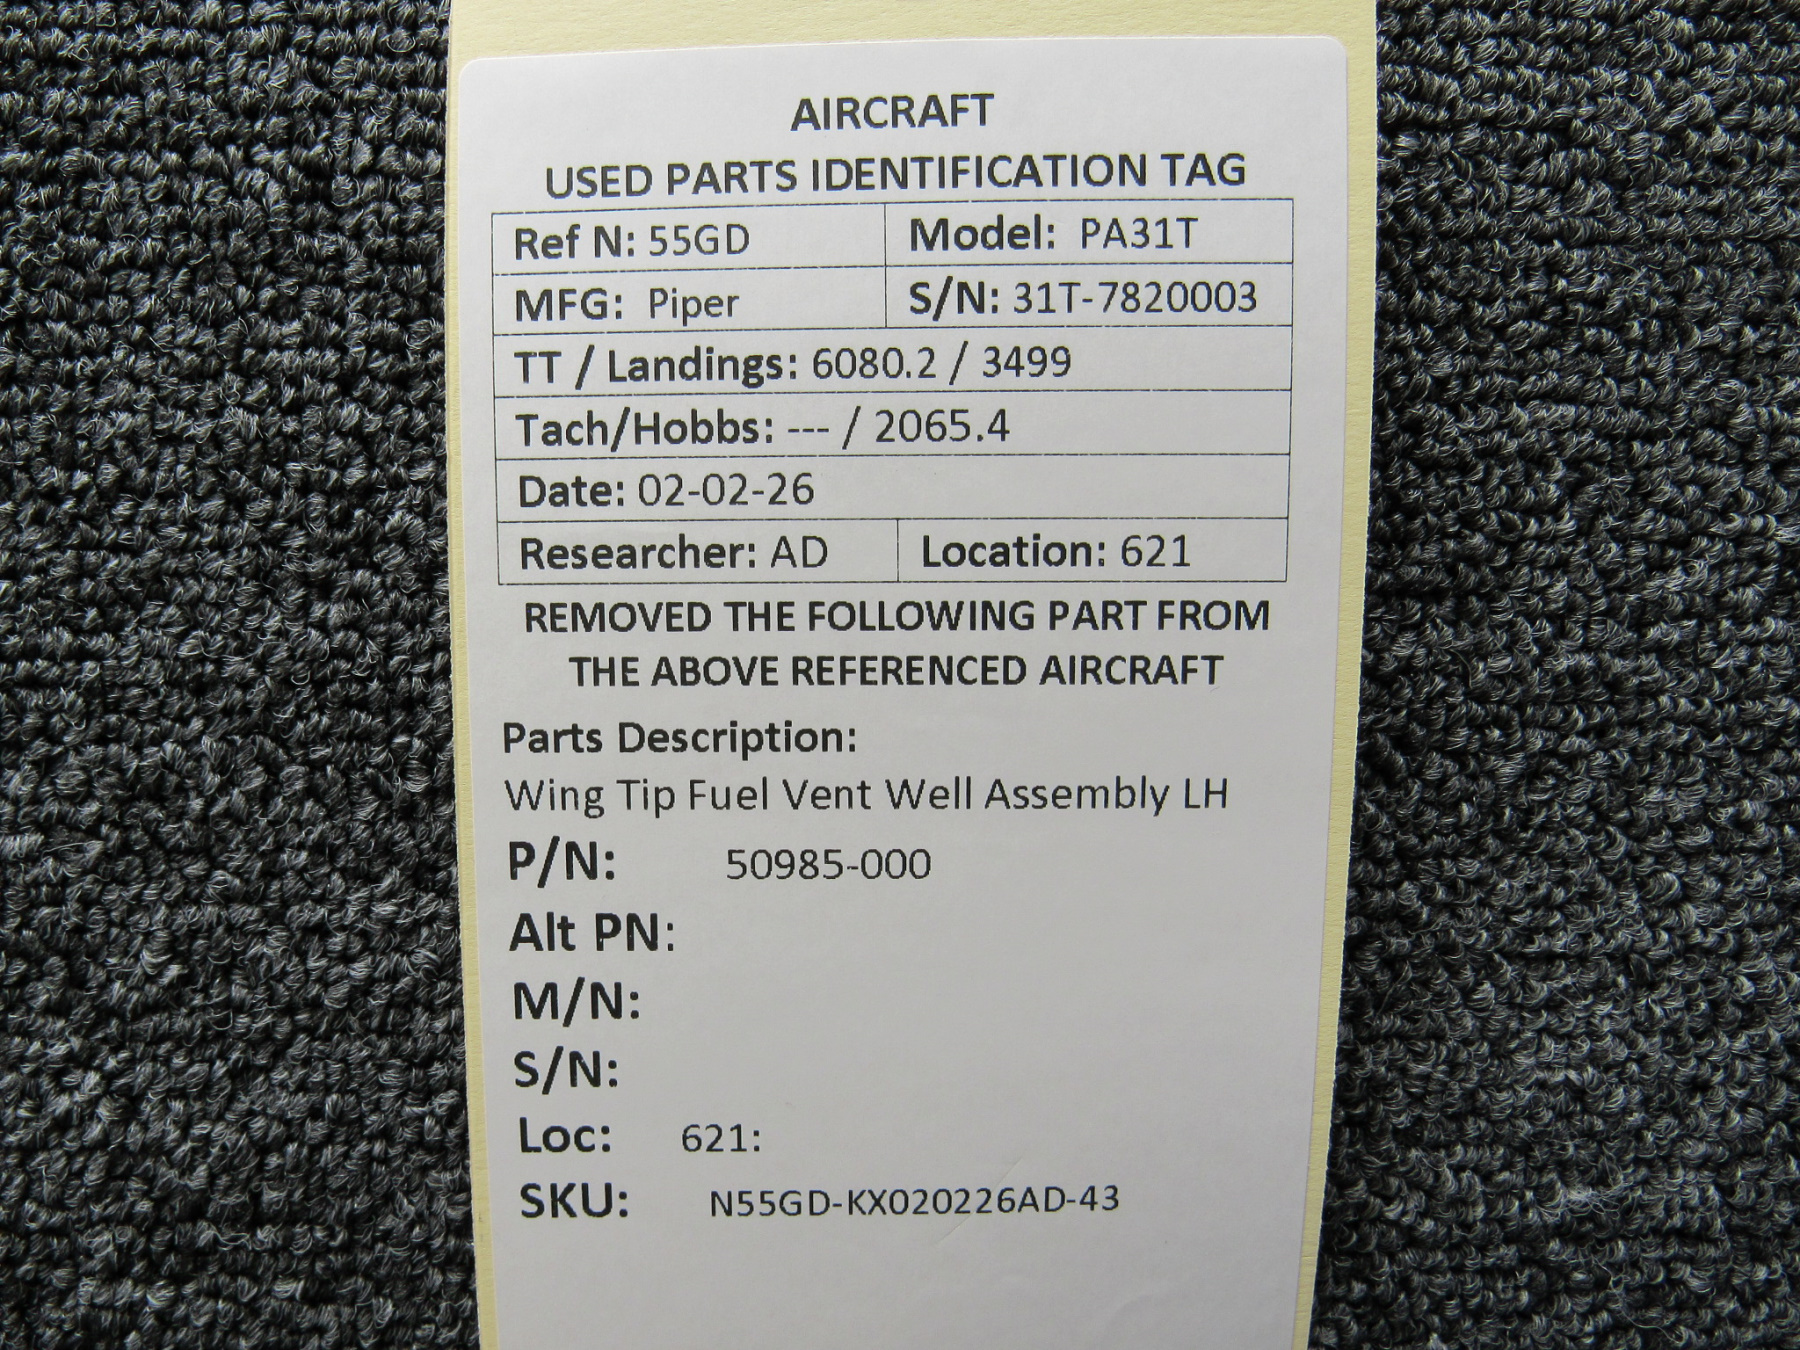 AIRCRAFT
USED PARTS IDENTIFICATION TAG
Ref N: 55GD Model: PA31T
MFG: Piper S/N: 31T-7820003
TT / Landings: 6080.2 / 3499
Tach/Hobbs: --- / 2065.4
Date: 02-02-26
Researcher: AD Location: 621
REMOVED THE FOLLOWING PART FROM
THE ABOVE REFERENCED AIRCRAFT
Parts Description:
Wing Tip Fuel Vent Well Assembly LH
P/N: 50985-000
Alt PN:
M/N:
S/N:
Loc: 621:
SKU: N55GD-KX020226AD-43